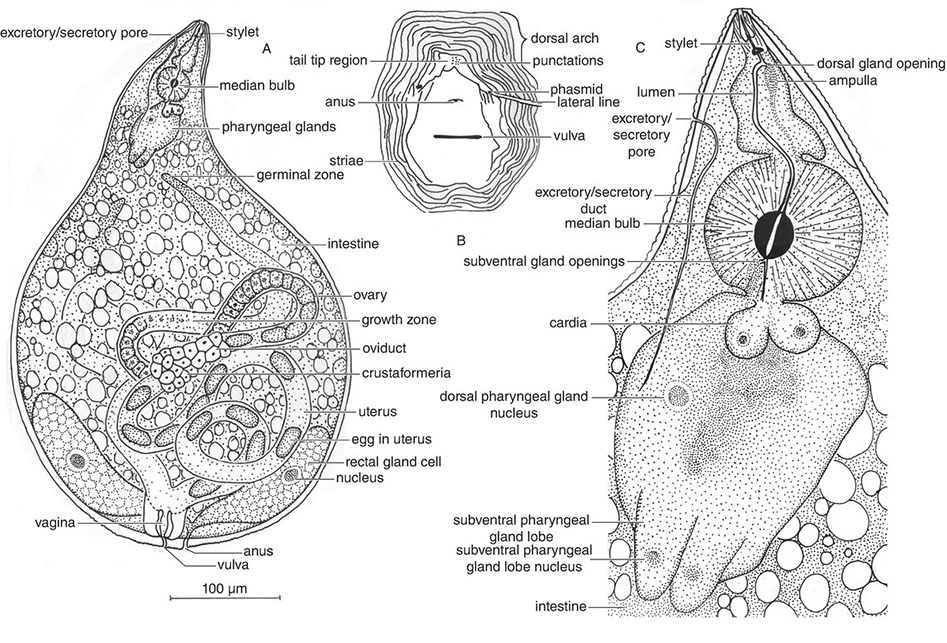 A
excretory/secretory pore
stylet
median bulb
pharyngeal glands
germinal zone
intestine
ovary
growth zone
oviduct
crustaformeria
uterus
egg in uterus
rectal gland cell
nucleus
vagina
anus
vulva
100 µm
B
dorsal arch
tail tip region
punctations
phasmid
lateral line
anus
vulva
striae
C
stylet
dorsal gland opening
ampulla
lumen
excretory/
secretory
pore
excretory/secretory
duct
median bulb
subventral gland openings
cardia
dorsal pharyngeal gland
nucleus
subventral pharyngeal
gland lobe
subventral pharyngeal
gland lobe nucleus
intestine